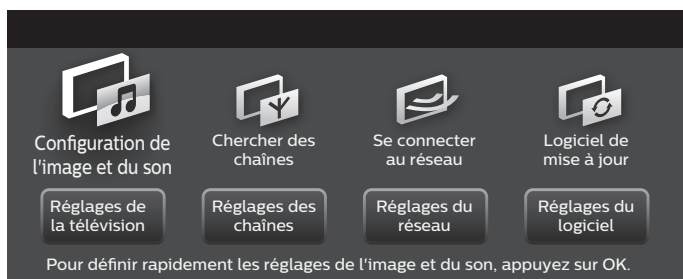 Configuration de
l'image et du son
Chercher des
chaînes
Se connecter
au réseau
Logiciel de
mise à jour
Réglages de
la télévision
Réglages des
chaînes
Réglages du
réseau
Réglages du
logiciel
Pour définir rapidement les réglages de l'image et du son, appuyez sur OK.